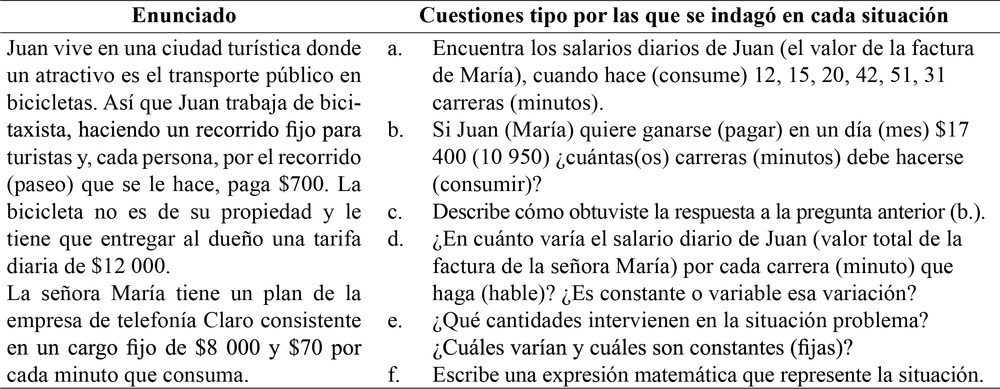 Enunciado
Cuestiones tipo por las que se indagó en cada situación
Juan vive en una ciudad turística donde
un atractivo es el transporte público en
bicicletas. Así que Juan trabaja de bici-
taxista, haciendo un recorrido fijo para
turistas y, cada persona, por el recorrido
(paseo) que se le hace, paga $700. La
bicicleta no es de su propiedad y le
tiene que entregar al dueño una tarifa
diaria de $12 000.
La señora María tiene un plan de la
empresa de telefonía Claro consistente
en un cargo fijo de $8 000 y $70 por
cada minuto que consuma.
a. Encuentra los salarios diarios de Juan (el valor de la factura
de María), cuando hace (consume) 12, 15, 20, 42, 51, 31
carreras (minutos).
b. Si Juan (María) quiere ganarse (pagar) en un día (mes) $17
400 (10 950) ¿cuántas(os) carreras (minutos) debe hacerse
(consumir)?
c. Describe cómo obtuviste la respuesta a la pregunta anterior (b.).
d. ¿En cuánto varía el salario diario de Juan (valor total de la
factura de la señora María) por cada carrera (minuto) que
haga (hable)? ¿Es constante o variable esa variación?
e. ¿Qué cantidades intervienen en la situación problema?
¿Cuáles varían y cuáles son constantes (fijas)?
f. Escribe una expresión matemática que represente la situación.